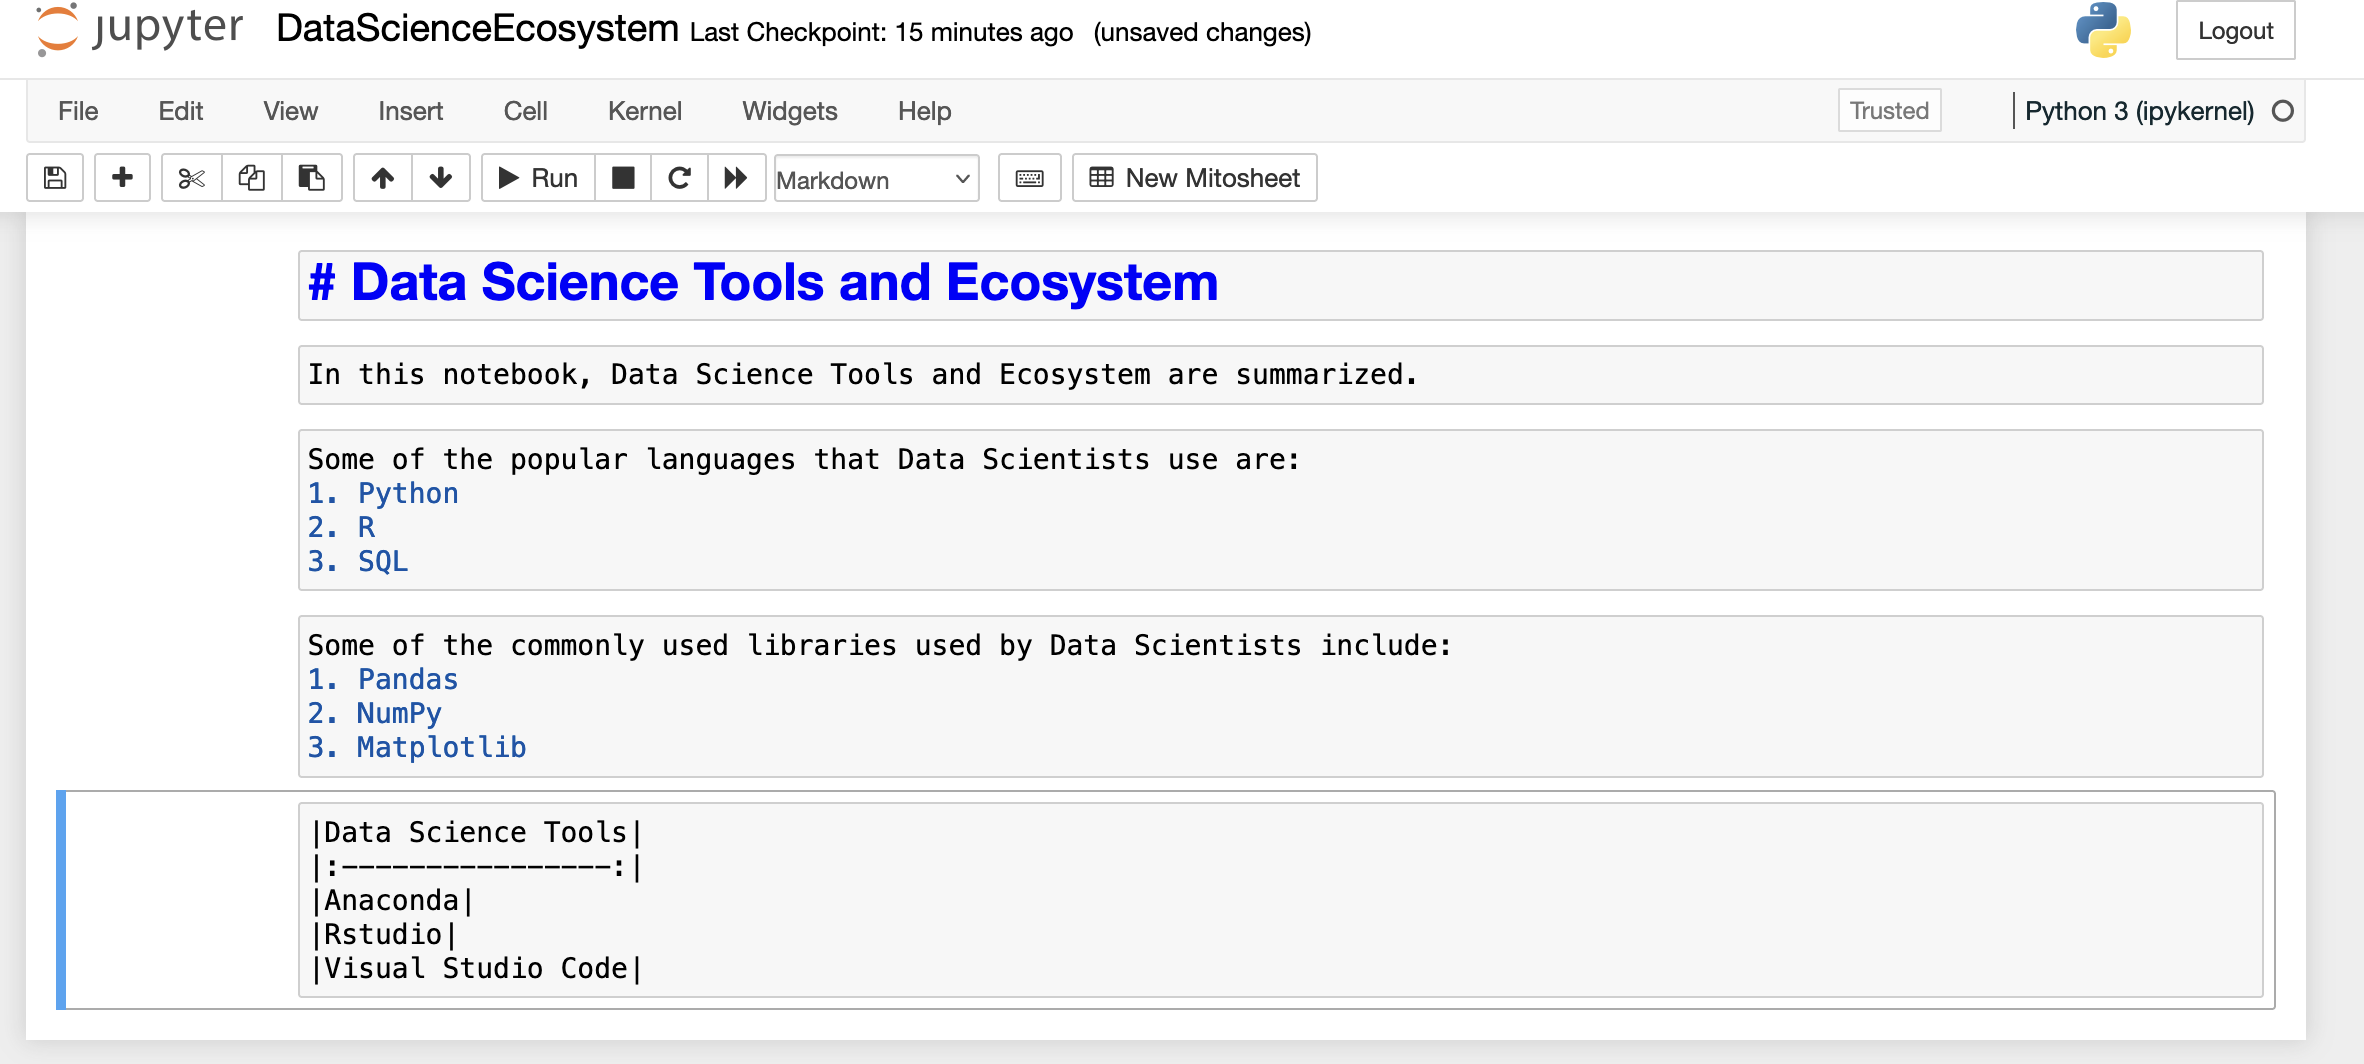 jupyter DataScienceEcosystem Last Checkpoint: 15 minutes ago (unsaved changes) Logout
File Edit View Insert Cell Kernel Widgets Help Trusted Python 3 (ipykernel)
Run Markdown New Mitosheet
# Data Science Tools and Ecosystem
In this notebook, Data Science Tools and Ecosystem are summarized.
Some of the popular languages that Data Scientists use are:
1. Python
2. R
3. SQL
Some of the commonly used libraries used by Data Scientists include:
1. Pandas
2. NumPy
3. Matplotlib
|Data Science Tools|
|:----------------:|
|Anaconda|
|Rstudio|
|Visual Studio Code|